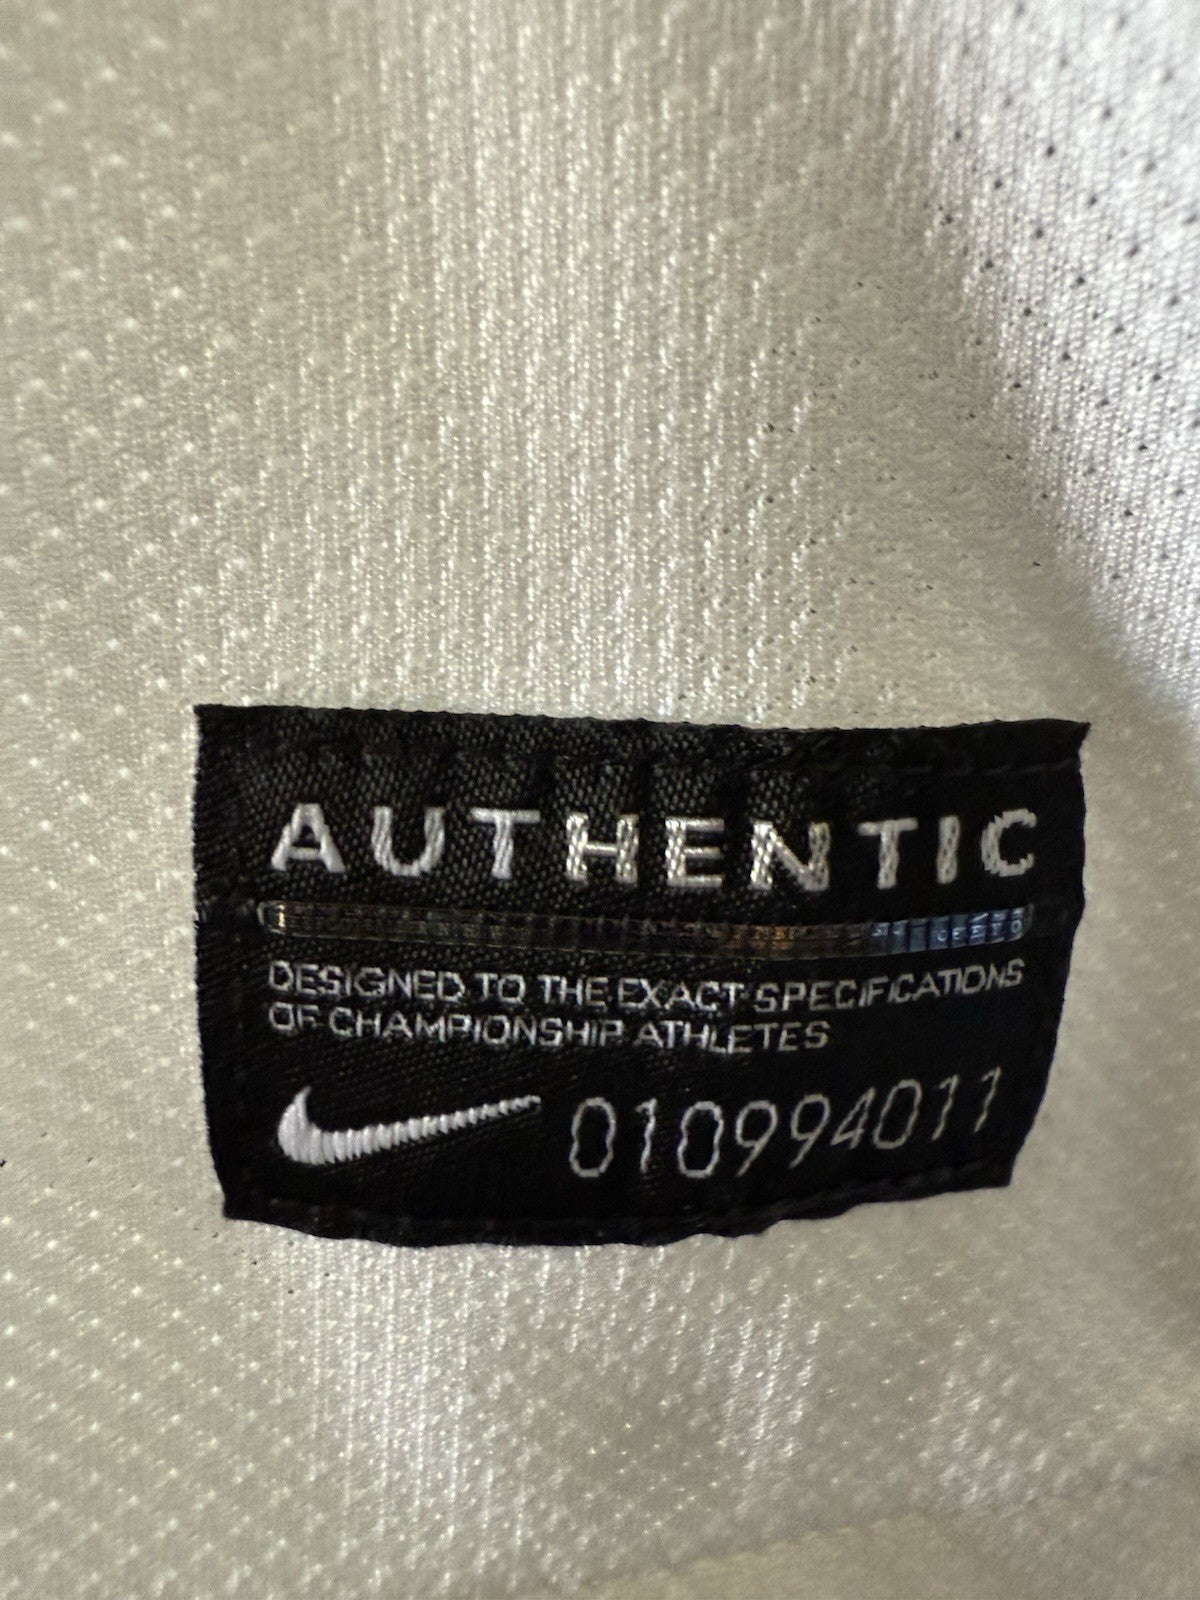 AUTHENTIC
DESIGNED TO THE EXACT SPECIFICATIONS
OF CHAMPIONSHIP ATHLETES
010994011